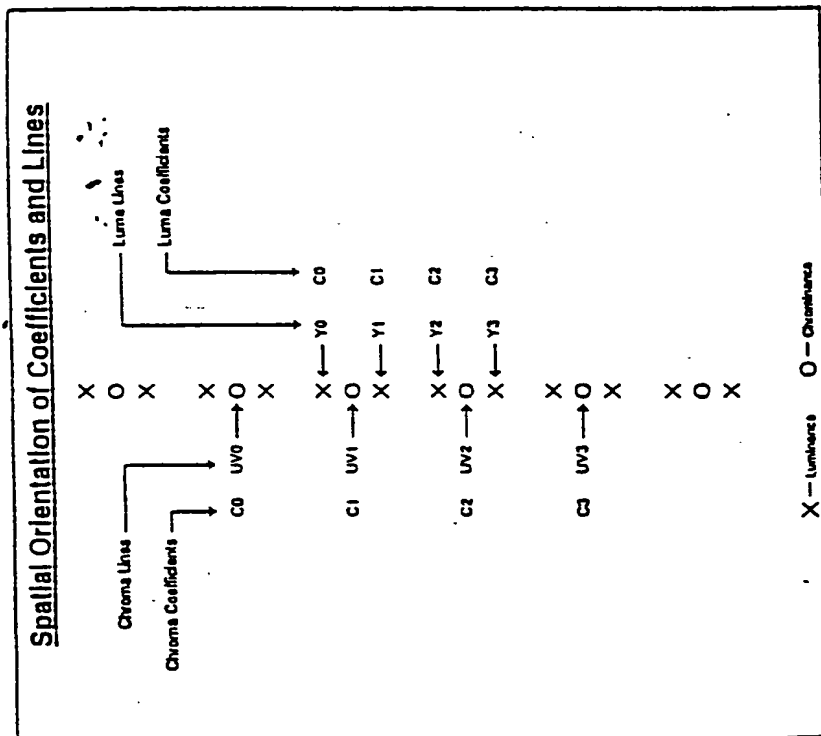 Spatial Orientation of Coefficients and Lines
Luma Lines
Luma Coefficients
Chroma Lines
Chroma Coefficients
X
O
X
X
C0 UV0 O
X
X Y0 C0
C1 UV1 O
X Y1 C1
X Y2 C2
C2 UV2 O
X Y3 C3
X
C3 UV3 O
X
X
O
X
X — Luminance O — Chrominance